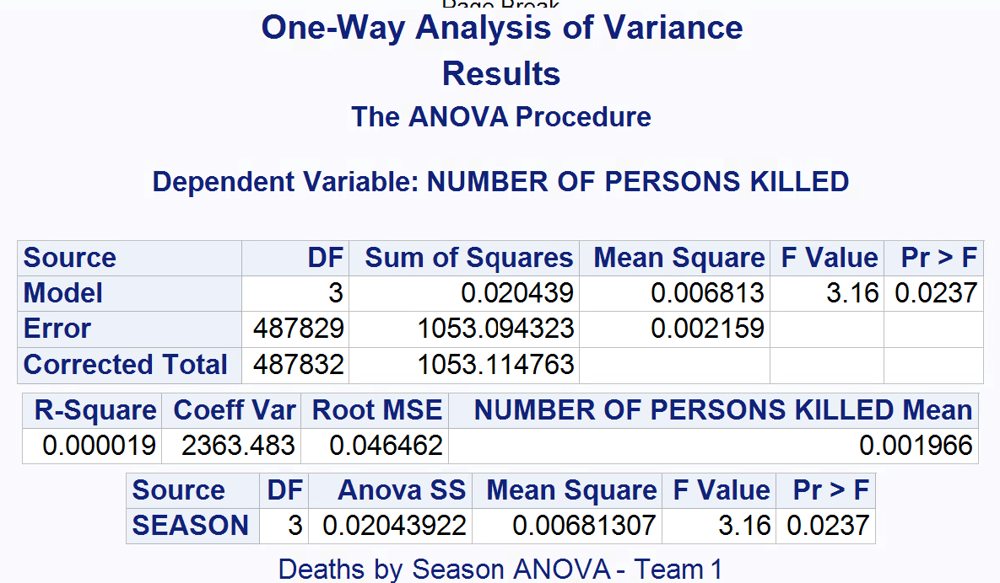 Page Break
One-Way Analysis of Variance
Results
The ANOVA Procedure
Dependent Variable: NUMBER OF PERSONS KILLED
Source DF Sum of Squares Mean Square F Value Pr > F
Model 3 0.020439 0.006813 3.16 0.0237
Error 487829 1053.094323 0.002159
Corrected Total 487832 1053.114763
R-Square Coeff Var Root MSE NUMBER OF PERSONS KILLED Mean
0.000019 2363.483 0.046462 0.001966
Source DF Anova SS Mean Square F Value Pr > F
SEASON 3 0.02043922 0.00681307 3.16 0.0237
Deaths by Season ANOVA - Team 1